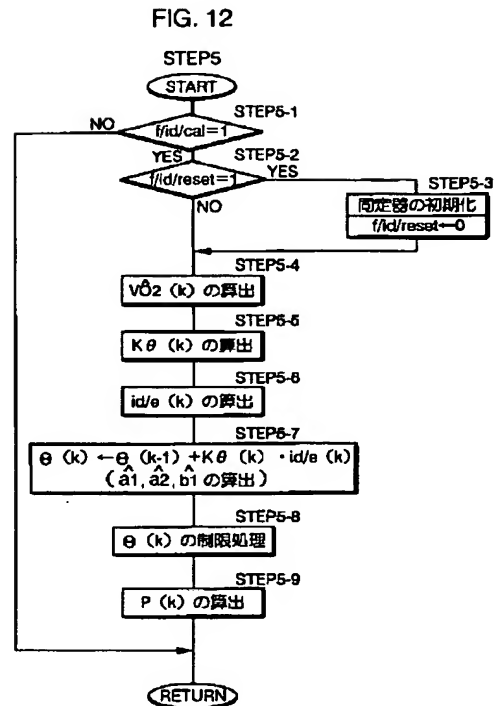 FIG. 12
STEP5
START
STEP5-1
NO
f/id/cal=1
YES
STEP5-2
f/id/reset=1
YES
NO
STEP5-3
同定器の初期化
f/id/reset←0
STEP5-4
VÔ2 (k) の算出
STEP5-5
Kθ (k) の算出
STEP5-6
id/e (k) の算出
STEP5-7
Θ (k) ←Θ (k-1) +Kθ (k) ・id/e (k)
( â1, â2, b̂1 の算出 )
STEP5-8
Θ (k) の制限処理
STEP5-9
P (k) の算出
RETURN